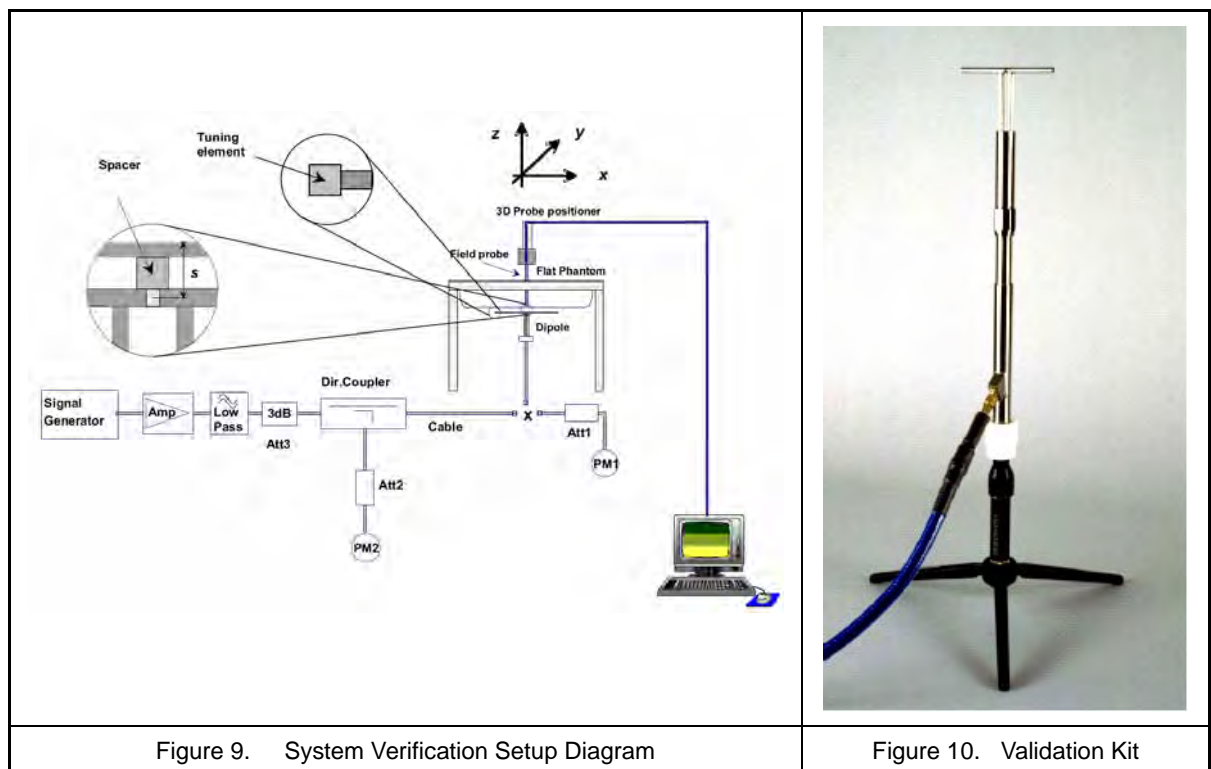 Tuning
element
Spacer
s
z
y
x
3D Probe positioner
Field probe
Flat Phantom
Dipole
Signal
Generator
Amp
Low
Pass
3dB
Att3
Dir.Coupler
Cable
x
Att1
PM1
Att2
PM2
Figure 9. System Verification Setup Diagram
Figure 10. Validation Kit